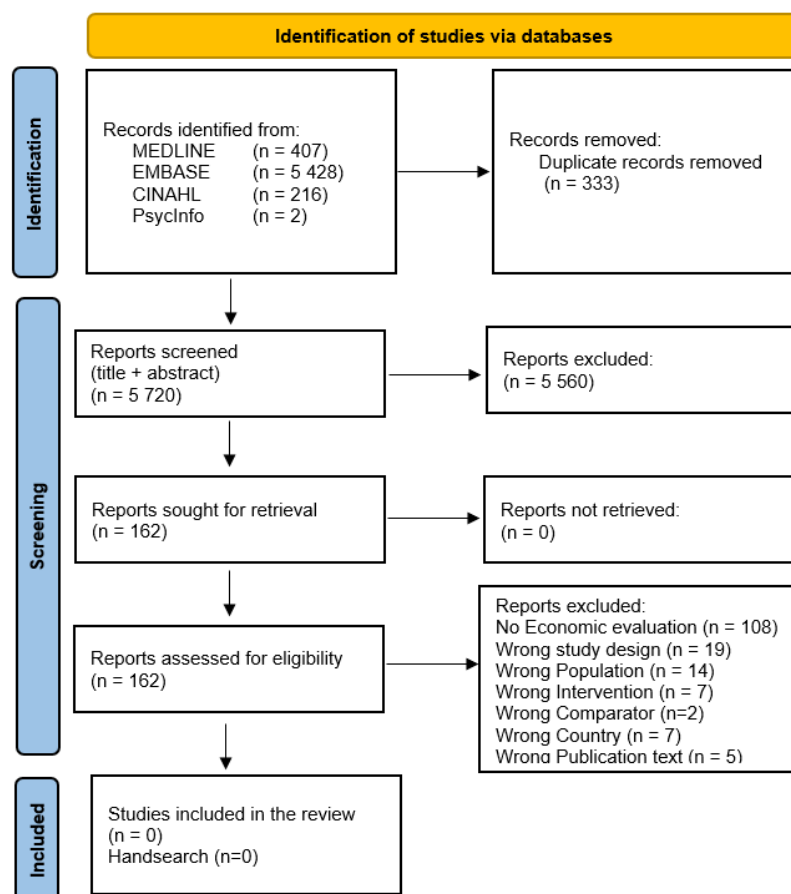 Identification of studies via databases
Identification
Records identified from:
MEDLINE (n = 407)
EMBASE (n = 5 428)
CINAHL (n = 216)
PsycInfo (n = 2)
Records removed:
Duplicate records removed
(n = 333)
Screening
Reports screened
(title + abstract)
(n = 5 720)
Reports excluded:
(n = 5 560)
Reports sought for retrieval
(n = 162)
Reports not retrieved:
(n = 0)
Reports assessed for eligibility
(n = 162)
Reports excluded:
No Economic evaluation (n = 108)
Wrong study design (n = 19)
Wrong Population (n = 14)
Wrong Intervention (n = 7)
Wrong Comparator (n=2)
Wrong Country (n = 7)
Wrong Publication text (n = 5)
Included
Studies included in the review
(n = 0)
Handsearch (n=0)